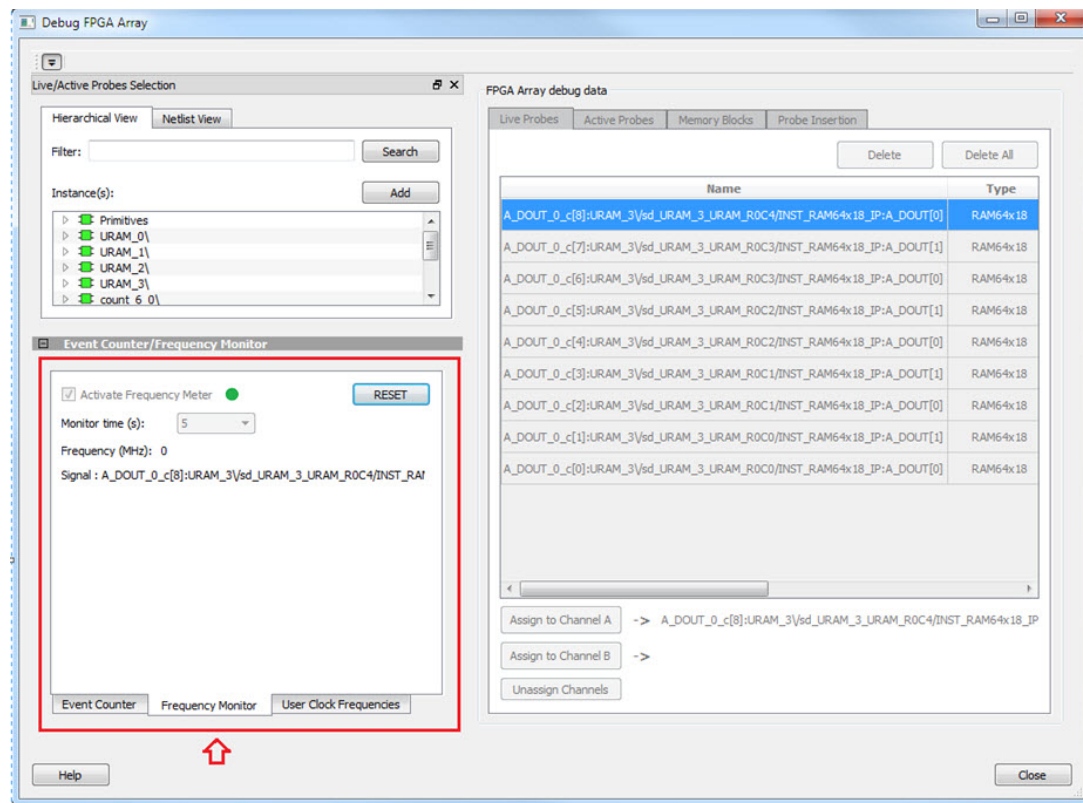 Debug FPGA Array
Live/Active Probes Selection
Hierarchical View Netlist View
Filter: Search
Instance(s): Add
Primitives
URAM_0\
URAM_1\
URAM_2\
URAM_3\
count_6_0\
Event Counter/Frequency Monitor
Activate Frequency Meter RESET
Monitor time (s): 5
Frequency (MHz): 0
Signal : A_DOUT_0_c[8]:URAM_3\/sd_URAM_3_URAM_R0C4/INST_RAM
Event Counter Frequency Monitor User Clock Frequencies
Help
FPGA Array debug data
Live Probes Active Probes Memory Blocks Probe Insertion
Delete Delete All
Name Type
A_DOUT_0_c[8]:URAM_3\/sd_URAM_3_URAM_R0C4/INST_RAM64x18_IP:A_DOUT[0] RAM64x18
A_DOUT_0_c[7]:URAM_3\/sd_URAM_3_URAM_R0C3/INST_RAM64x18_IP:A_DOUT[1] RAM64x18
A_DOUT_0_c[6]:URAM_3\/sd_URAM_3_URAM_R0C3/INST_RAM64x18_IP:A_DOUT[0] RAM64x18
A_DOUT_0_c[5]:URAM_3\/sd_URAM_3_URAM_R0C2/INST_RAM64x18_IP:A_DOUT[1] RAM64x18
A_DOUT_0_c[4]:URAM_3\/sd_URAM_3_URAM_R0C2/INST_RAM64x18_IP:A_DOUT[0] RAM64x18
A_DOUT_0_c[3]:URAM_3\/sd_URAM_3_URAM_R0C1/INST_RAM64x18_IP:A_DOUT[1] RAM64x18
A_DOUT_0_c[2]:URAM_3\/sd_URAM_3_URAM_R0C1/INST_RAM64x18_IP:A_DOUT[0] RAM64x18
A_DOUT_0_c[1]:URAM_3\/sd_URAM_3_URAM_R0C0/INST_RAM64x18_IP:A_DOUT[1] RAM64x18
A_DOUT_0_c[0]:URAM_3\/sd_URAM_3_URAM_R0C0/INST_RAM64x18_IP:A_DOUT[0] RAM64x18
Assign to Channel A -> A_DOUT_0_c[8]:URAM_3\/sd_URAM_3_URAM_R0C4/INST_RAM64x18_IP
Assign to Channel B ->
Unassign Channels
Close